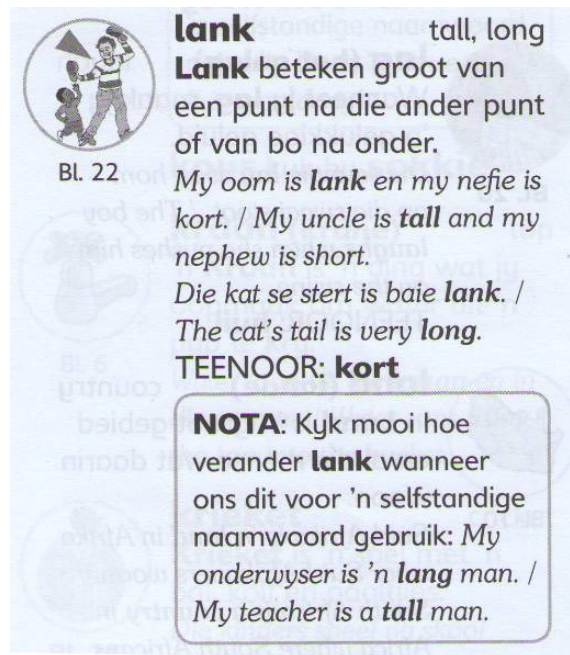 lank tall, long
Lank beteken groot van
een punt na die ander punt
of van bo na onder.
Bl. 22
My oom is lank en my nefie is
kort. / My uncle is tall and my
nephew is short.
Die kat se stert is baie lank. /
The cat's tail is very long.
TEENOOR: kort
NOTA: Kyk mooi hoe
verander lank wanneer
ons dit voor 'n selfstandige
naamwoord gebruik: My
onderwyser is 'n lang man. /
My teacher is a tall man.